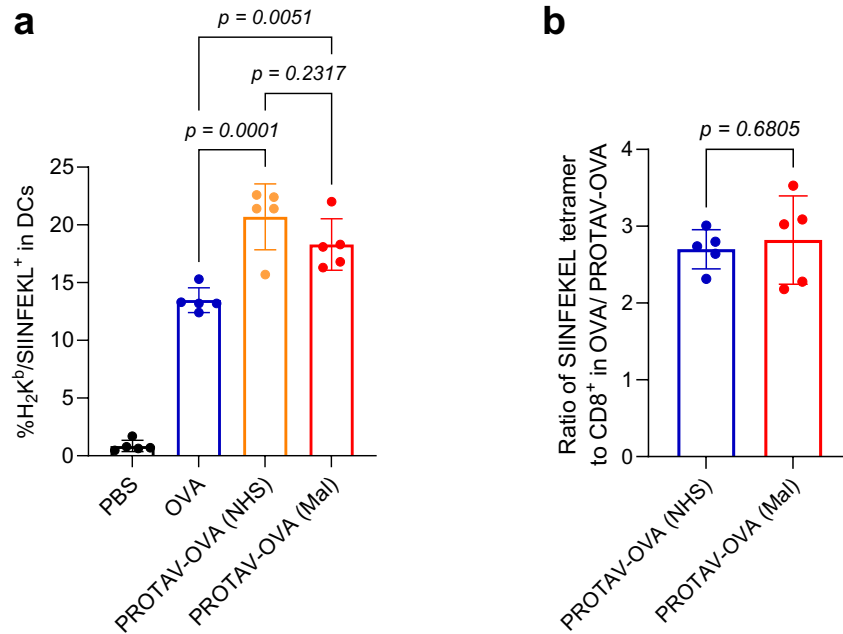 a
p = 0.0051
p = 0.2317
p = 0.0001
%H₂Kᵇ/SIINFEKL⁺ in DCs
25
20
15
10
5
0
PBS
OVA
PROTAV-OVA (NHS)
PROTAV-OVA (Mal)
b
p = 0.6805
Ratio of SIINFEKEL tetramer
to CD8⁺ in OVA/ PROTAV-OVA
4
3
2
1
0
PROTAV-OVA (NHS)
PROTAV-OVA (Mal)